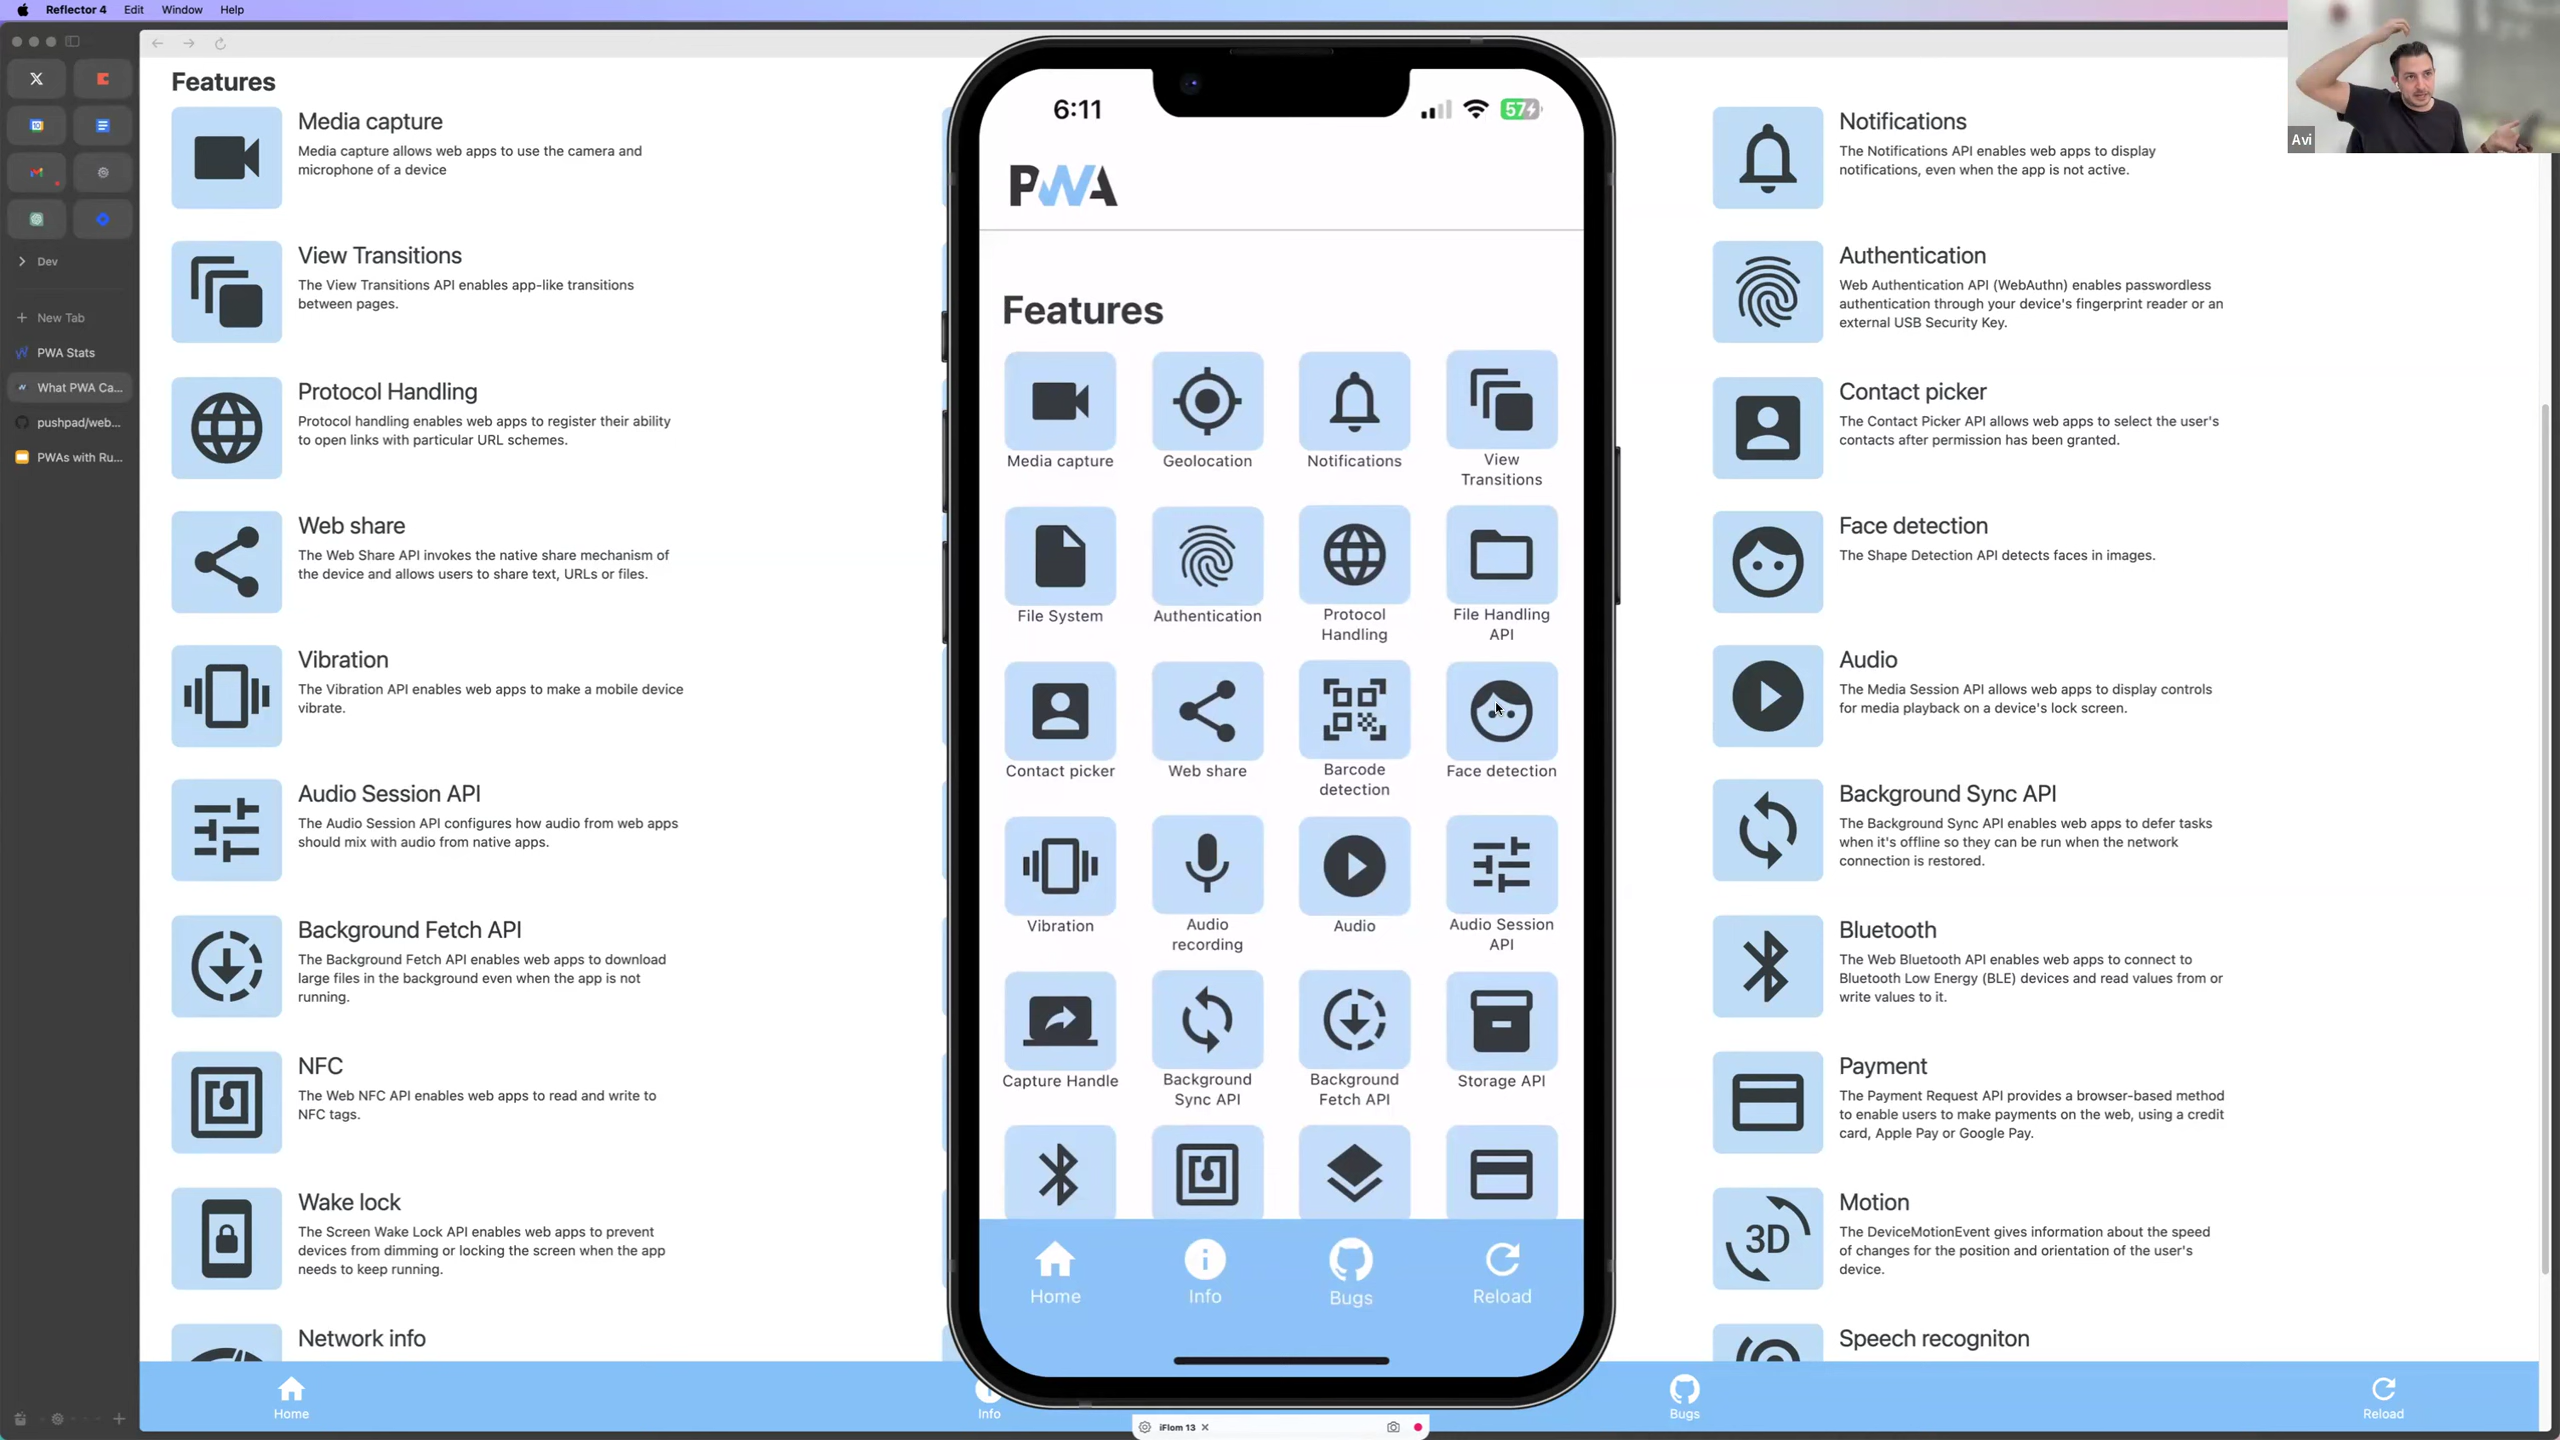 Reflector 4 Edit Window Help
Dev
New Tab
PWA Stats
What PWA Ca...
pushpad/web...
PWAs with Ru...
Features
Media capture
Media capture allows web apps to use the camera and
microphone of a device
View Transitions
The View Transitions API enables app-like transitions
between pages.
Protocol Handling
Protocol handling enables web apps to register their ability
to open links with particular URL schemes.
Web share
The Web Share API invokes the native share mechanism of
the device and allows users to share text, URLs or files.
Vibration
The Vibration API enables web apps to make a mobile device
vibrate.
Audio Session API
The Audio Session API configures how audio from web apps
should mix with audio from native apps.
Background Fetch API
The Background Fetch API enables web apps to download
large files in the background even when the app is not
running.
NFC
The Web NFC API enables web apps to read and write to
NFC tags.
Wake lock
The Screen Wake Lock API enables web apps to prevent
devices from dimming or locking the screen when the app
needs to keep running.
Network info
6:11
57
PWA
Features
Media capture
Geolocation
Notifications
View
Transitions
File System
Authentication
Protocol
Handling
File Handling
API
Contact picker
Web share
Barcode
detection
Face detection
Vibration
Audio
recording
Audio
Audio Session
API
Capture Handle
Background
Sync API
Background
Fetch API
Storage API
Home
Info
Bugs
Reload
Notifications
The Notifications API enables web apps to display
notifications, even when the app is not active.
Authentication
Web Authentication API (WebAuthn) enables passwordless
authentication through your device's fingerprint reader or an
external USB Security Key.
Contact picker
The Contact Picker API allows web apps to select the user's
contacts after permission has been granted.
Face detection
The Shape Detection API detects faces in images.
Audio
The Media Session API allows web apps to display controls
for media playback on a device's lock screen.
Background Sync API
The Background Sync API enables web apps to defer tasks
when it's offline so they can be run when the network
connection is restored.
Bluetooth
The Web Bluetooth API enables web apps to connect to
Bluetooth Low Energy (BLE) devices and read values from or
write values to it.
Payment
The Payment Request API provides a browser-based method
to enable users to make payments on the web, using a credit
card, Apple Pay or Google Pay.
3D
Motion
The DeviceMotionEvent gives information about the speed
of changes for the position and orientation of the user's
device.
Speech recogniton
Avi
Home
Info
Bugs
Reload
iFlom 13